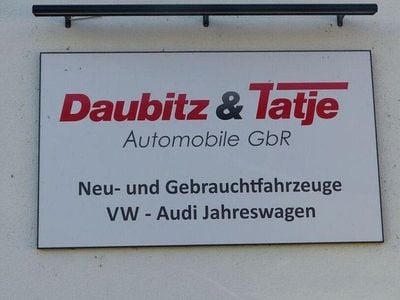 Daubitz & Tatje
Automobile GbR
Neu- und Gebrauchtfahrzeuge
VW - Audi Jahreswagen